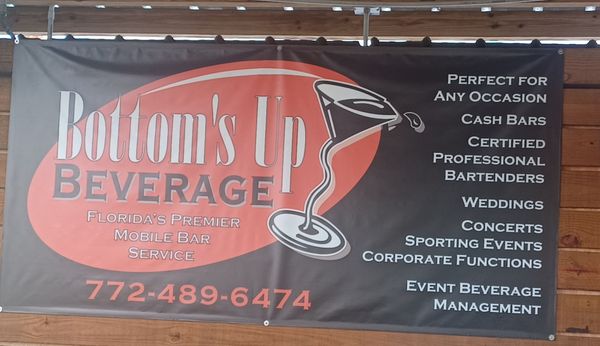 Bottom's Up
Beverage
Florida's Premier
Mobile Bar
Service
772-489-6474
Perfect for
Any Occasion
Cash Bars
Certified
Professional
Bartenders
Weddings
Concerts
Sporting Events
Corporate Functions
Event Beverage
Management